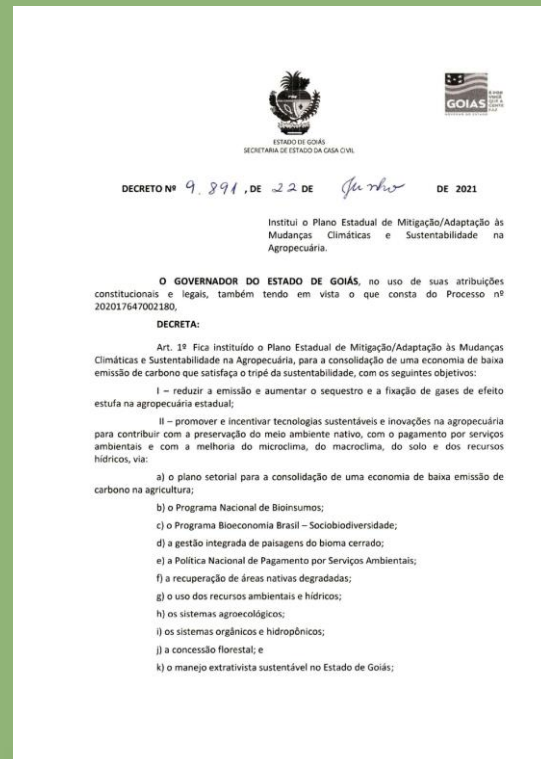 GOIÁS
ESTADO DE GOIÁS
SECRETARIA DE ESTADO DA CASA CIVIL
DECRETO Nº 9.891, DE 22 DE Junho DE 2021
Institui o Plano Estadual de Mitigação/Adaptação às
Mudanças Climáticas e Sustentabilidade na
Agropecuária.
O GOVERNADOR DO ESTADO DE GOIÁS, no uso de suas atribuições
constitucionais e legais, também tendo em vista o que consta do Processo nº
202017647002180,
DECRETA:
Art. 1º Fica instituído o Plano Estadual de Mitigação/Adaptação às Mudanças
Climáticas e Sustentabilidade na Agropecuária, para a consolidação de uma economia de baixa
emissão de carbono que satisfaça o tripé da sustentabilidade, com os seguintes objetivos:
I – reduzir a emissão e aumentar o sequestro e a fixação de gases de efeito
estufa na agropecuária estadual;
II – promover e incentivar tecnologias sustentáveis e inovações na agropecuária
para contribuir com a preservação do meio ambiente nativo, com o pagamento por serviços
ambientais e com a melhoria do microclima, do macroclima, do solo e dos recursos
hídricos, via:
a) o plano setorial para a consolidação de uma economia de baixa emissão de
carbono na agricultura;
b) o Programa Nacional de Bioinsumos;
c) o Programa Bioeconomia Brasil – Sociobiodiversidade;
d) a gestão integrada de paisagens do bioma cerrado;
e) a Política Nacional de Pagamento por Serviços Ambientais;
f) a recuperação de áreas nativas degradadas;
g) o uso dos recursos ambientais e hídricos;
h) os sistemas agroecológicos;
i) os sistemas orgânicos e hidropônicos;
j) a concessão florestal; e
k) o manejo extrativista sustentável no Estado de Goiás;